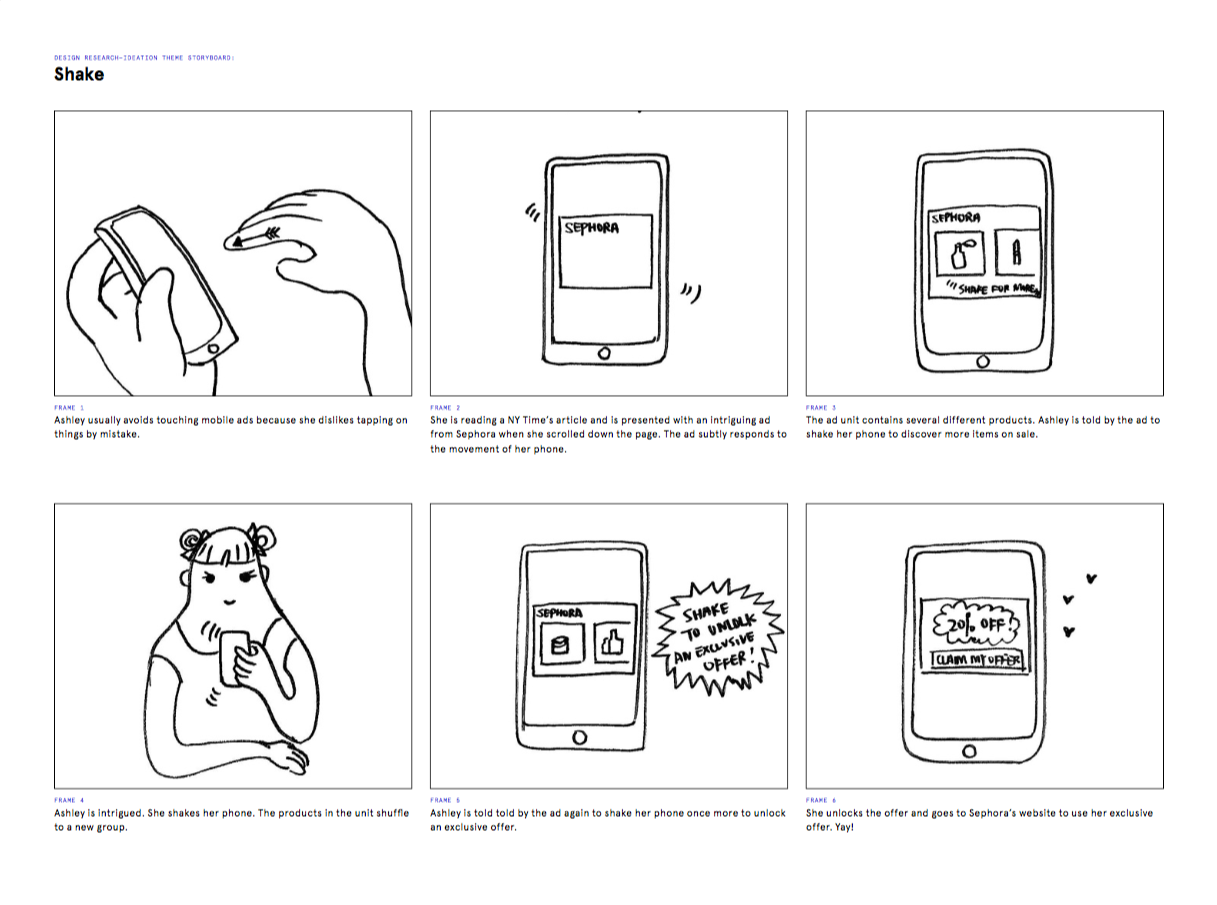 DESIGN RESEARCH-IDEATION THEME STORYBOARD:
Shake
SEPHORA
SEPHORA
SHAKE FOR MORE
FRAME 1
Ashley usually avoids touching mobile ads because she dislikes tapping on
things by mistake.
FRAME 2
She is reading a NY Time's article and is presented with an intriguing ad
from Sephora when she scrolled down the page. The ad subtly responds to
the movement of her phone.
FRAME 3
The ad unit contains several different products. Ashley is told by the ad to
shake her phone to discover more items on sale.
SEPHORA
SHAKE
TO UNLOCK
AN EXCLUSIVE
OFFER!
20% OFF!
CLAIM MY OFFER
FRAME 4
Ashley is intrigued. She shakes her phone. The products in the unit shuffle
to a new group.
FRAME 5
Ashley is told told by the ad again to shake her phone once more to unlock
an exclusive offer.
FRAME 6
She unlocks the offer and goes to Sephora's website to use her exclusive
offer. Yay!